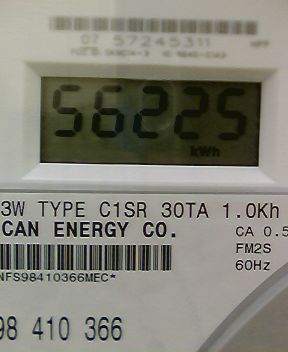 07 57245311
56225
kWh
3W TYPE C1SR 30TA 1.0Kh
CAN ENERGY CO.
CA 0.5
FM2S
60Hz
NFS98410366MEC*
98 410 366